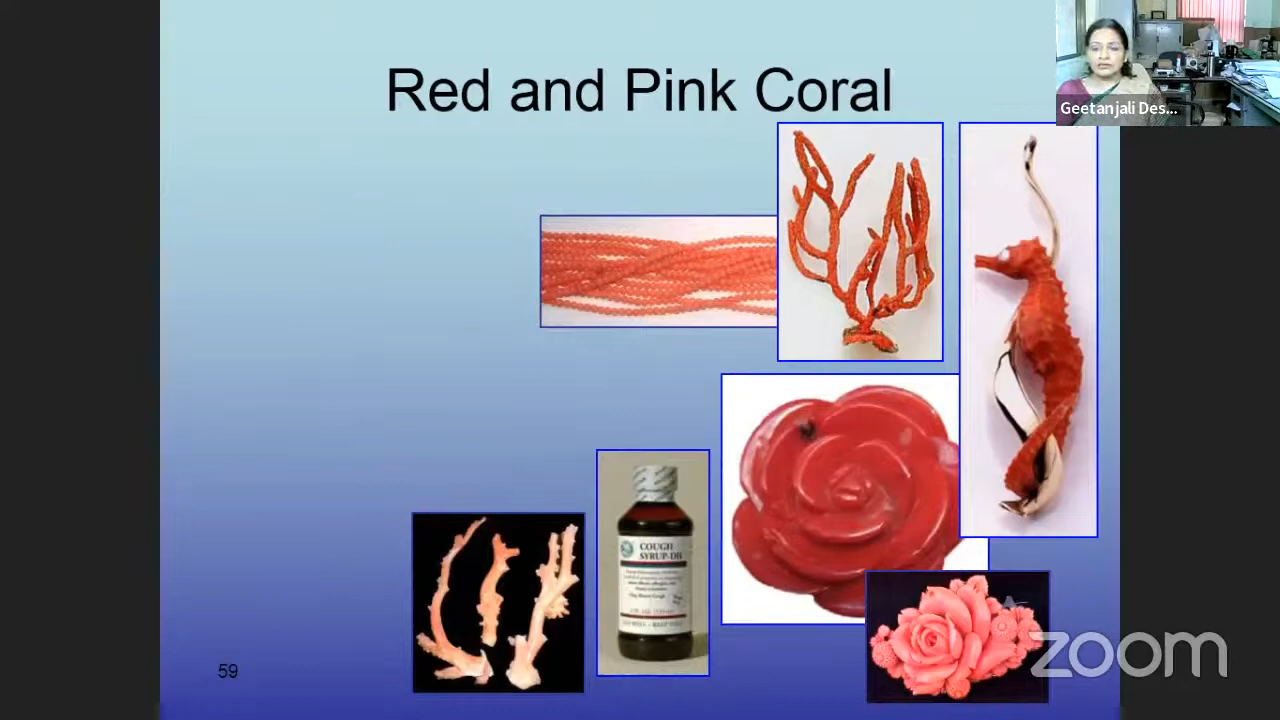 Red and Pink Coral
Geetanjali Des...
COUGH
SYRUP-DH
59
zoom